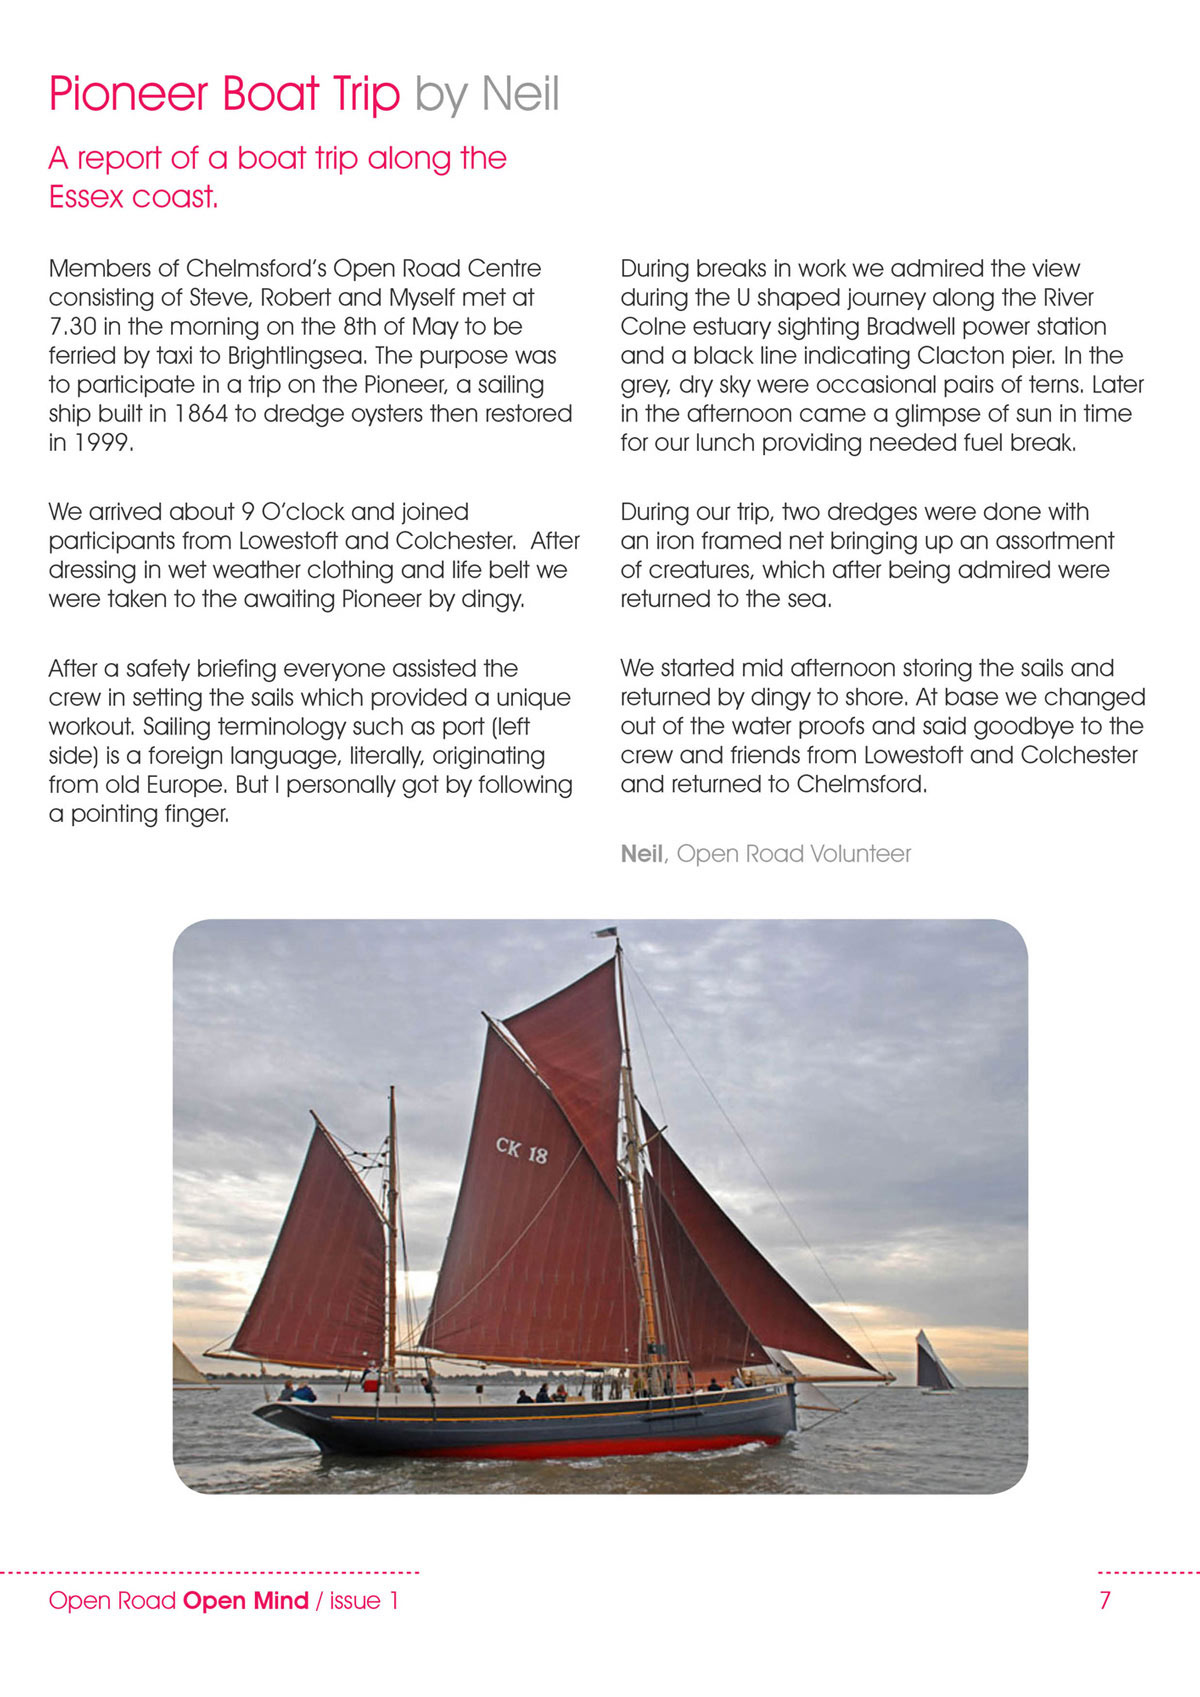 Pioneer Boat Trip by Neil
A report of a boat trip along the
Essex coast.
Members of Chelmsford's Open Road Centre
consisting of Steve, Robert and Myself met at
7.30 in the morning on the 8th of May to be
ferried by taxi to Brightlingsea. The purpose was
to participate in a trip on the Pioneer, a sailing
ship built in 1864 to dredge oysters then restored
in 1999.
We arrived about 9 O'clock and joined
participants from Lowestoft and Colchester.  After
dressing in wet weather clothing and life belt we
were taken to the awaiting Pioneer by dingy.
After a safety briefing everyone assisted the
crew in setting the sails which provided a unique
workout. Sailing terminology such as port (left
side) is a foreign language, literally, originating
from old Europe. But I personally got by following
a pointing finger.
During breaks in work we admired the view
during the U shaped journey along the River
Colne estuary sighting Bradwell power station
and a black line indicating Clacton pier. In the
grey, dry sky were occasional pairs of terns. Later
in the afternoon came a glimpse of sun in time
for our lunch providing needed fuel break.
During our trip, two dredges were done with
an iron framed net bringing up an assortment
of creatures, which after being admired were
returned to the sea.
We started mid afternoon storing the sails and
returned by dingy to shore. At base we changed
out of the water proofs and said goodbye to the
crew and friends from Lowestoft and Colchester
and returned to Chelmsford.
Neil, Open Road Volunteer
CK 18
Open Road Open Mind / issue 1
7